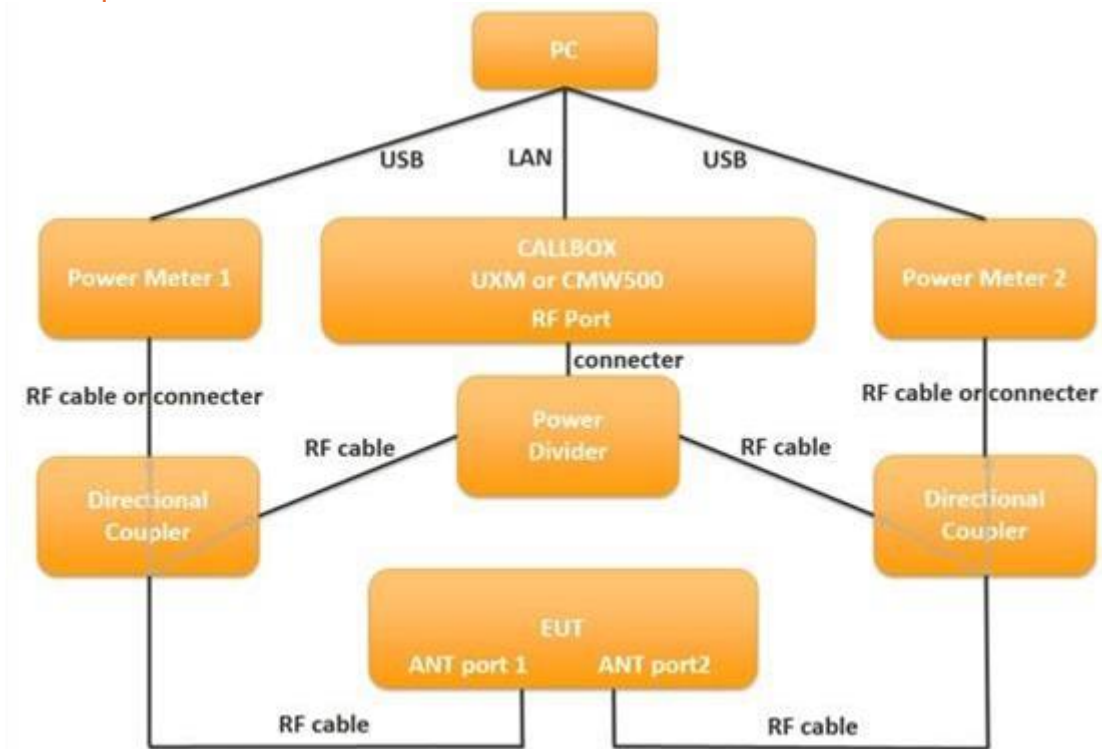 PC
USB
LAN
USB
Power Meter 1
CALLBOX
UXM or CMW500
RF Port
Power Meter 2
connecter
RF cable or connecter
RF cable or connecter
Power
Divider
RF cable
RF cable
Directional
Coupler
Directional
Coupler
EUT
ANT port 1
ANT port2
RF cable
RF cable